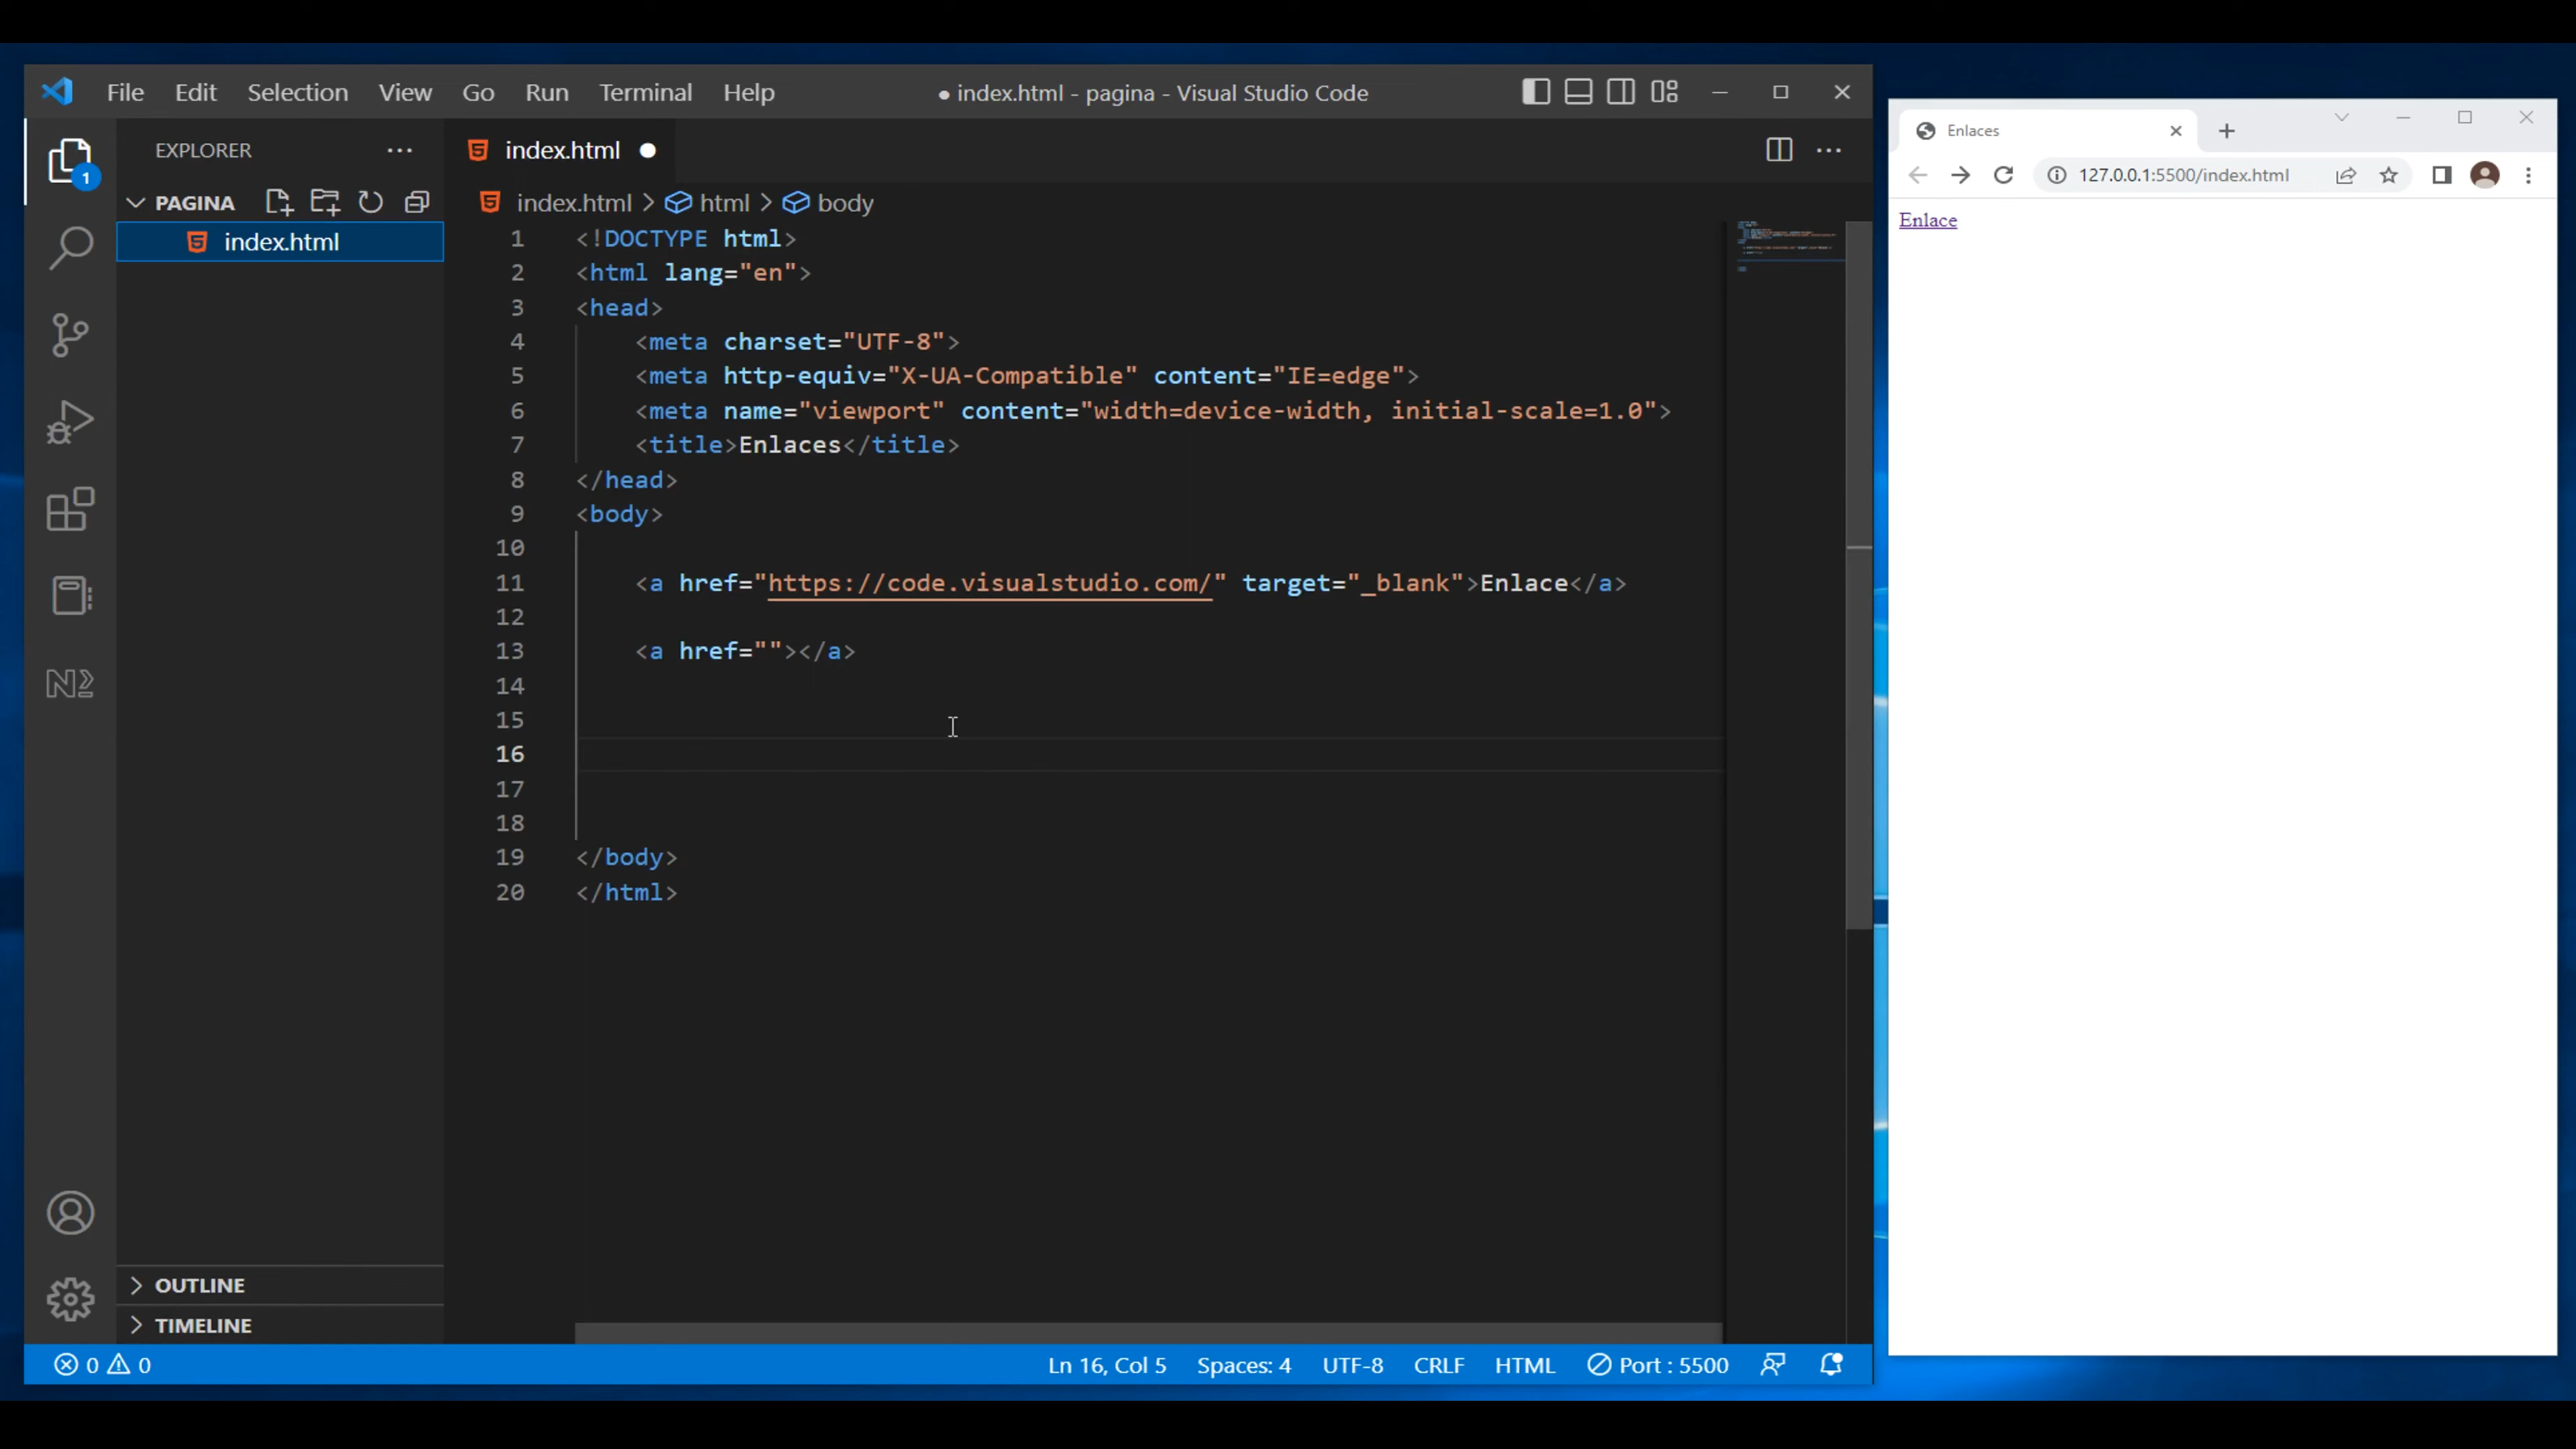 File Edit Selection View Go Run Terminal Help
● index.html - pagina - Visual Studio Code
EXPLORER
1
PAGINA
index.html
index.html
index.html > html > body
1 <!DOCTYPE html>
2 <html lang="en">
3 <head>
4 <meta charset="UTF-8">
5 <meta http-equiv="X-UA-Compatible" content="IE=edge">
6 <meta name="viewport" content="width=device-width, initial-scale=1.0">
7 <title>Enlaces</title>
8 </head>
9 <body>
10
11 <a href="https://code.visualstudio.com/" target="_blank">Enlace</a>
12
13 <a href=""></a>
14
15
16
17
18
19 </body>
20 </html>
OUTLINE
TIMELINE
0 0
Ln 16, Col 5 Spaces: 4 UTF-8 CRLF HTML Port : 5500
Enlaces
127.0.0.1:5500/index.html
Enlace